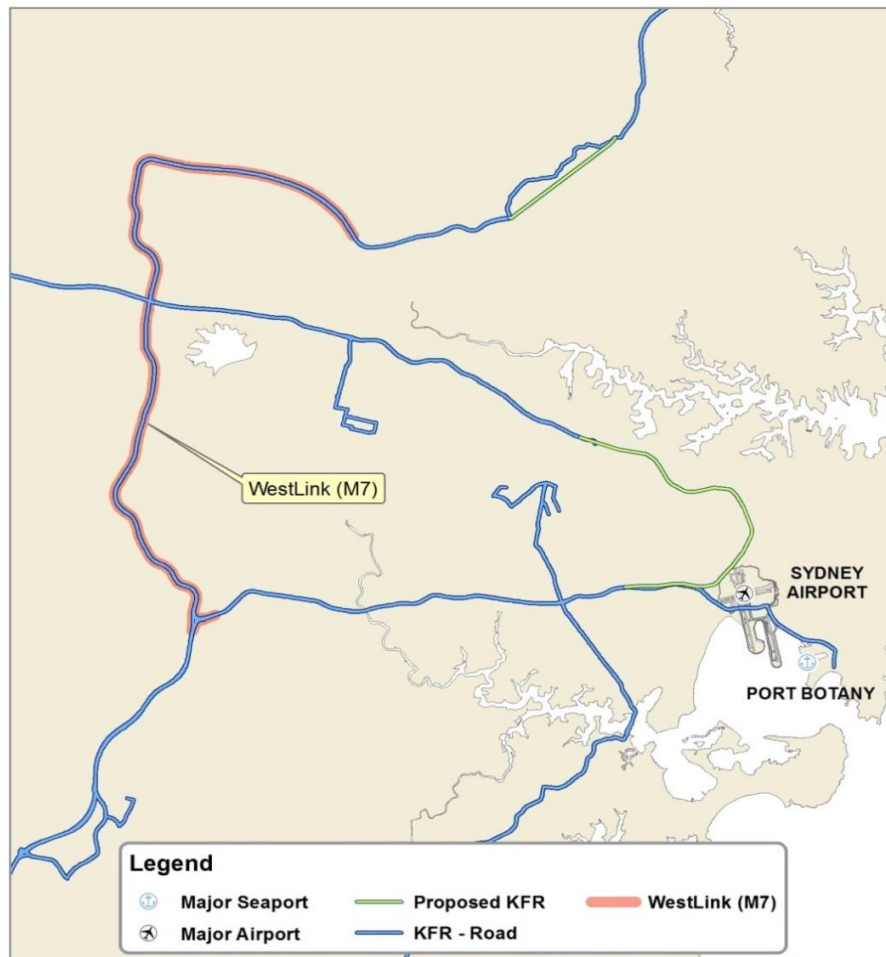 WestLink (M7)
SYDNEY
AIRPORT
PORT BOTANY
Legend
Major Seaport
Proposed KFR
WestLink (M7)
Major Airport
KFR - Road